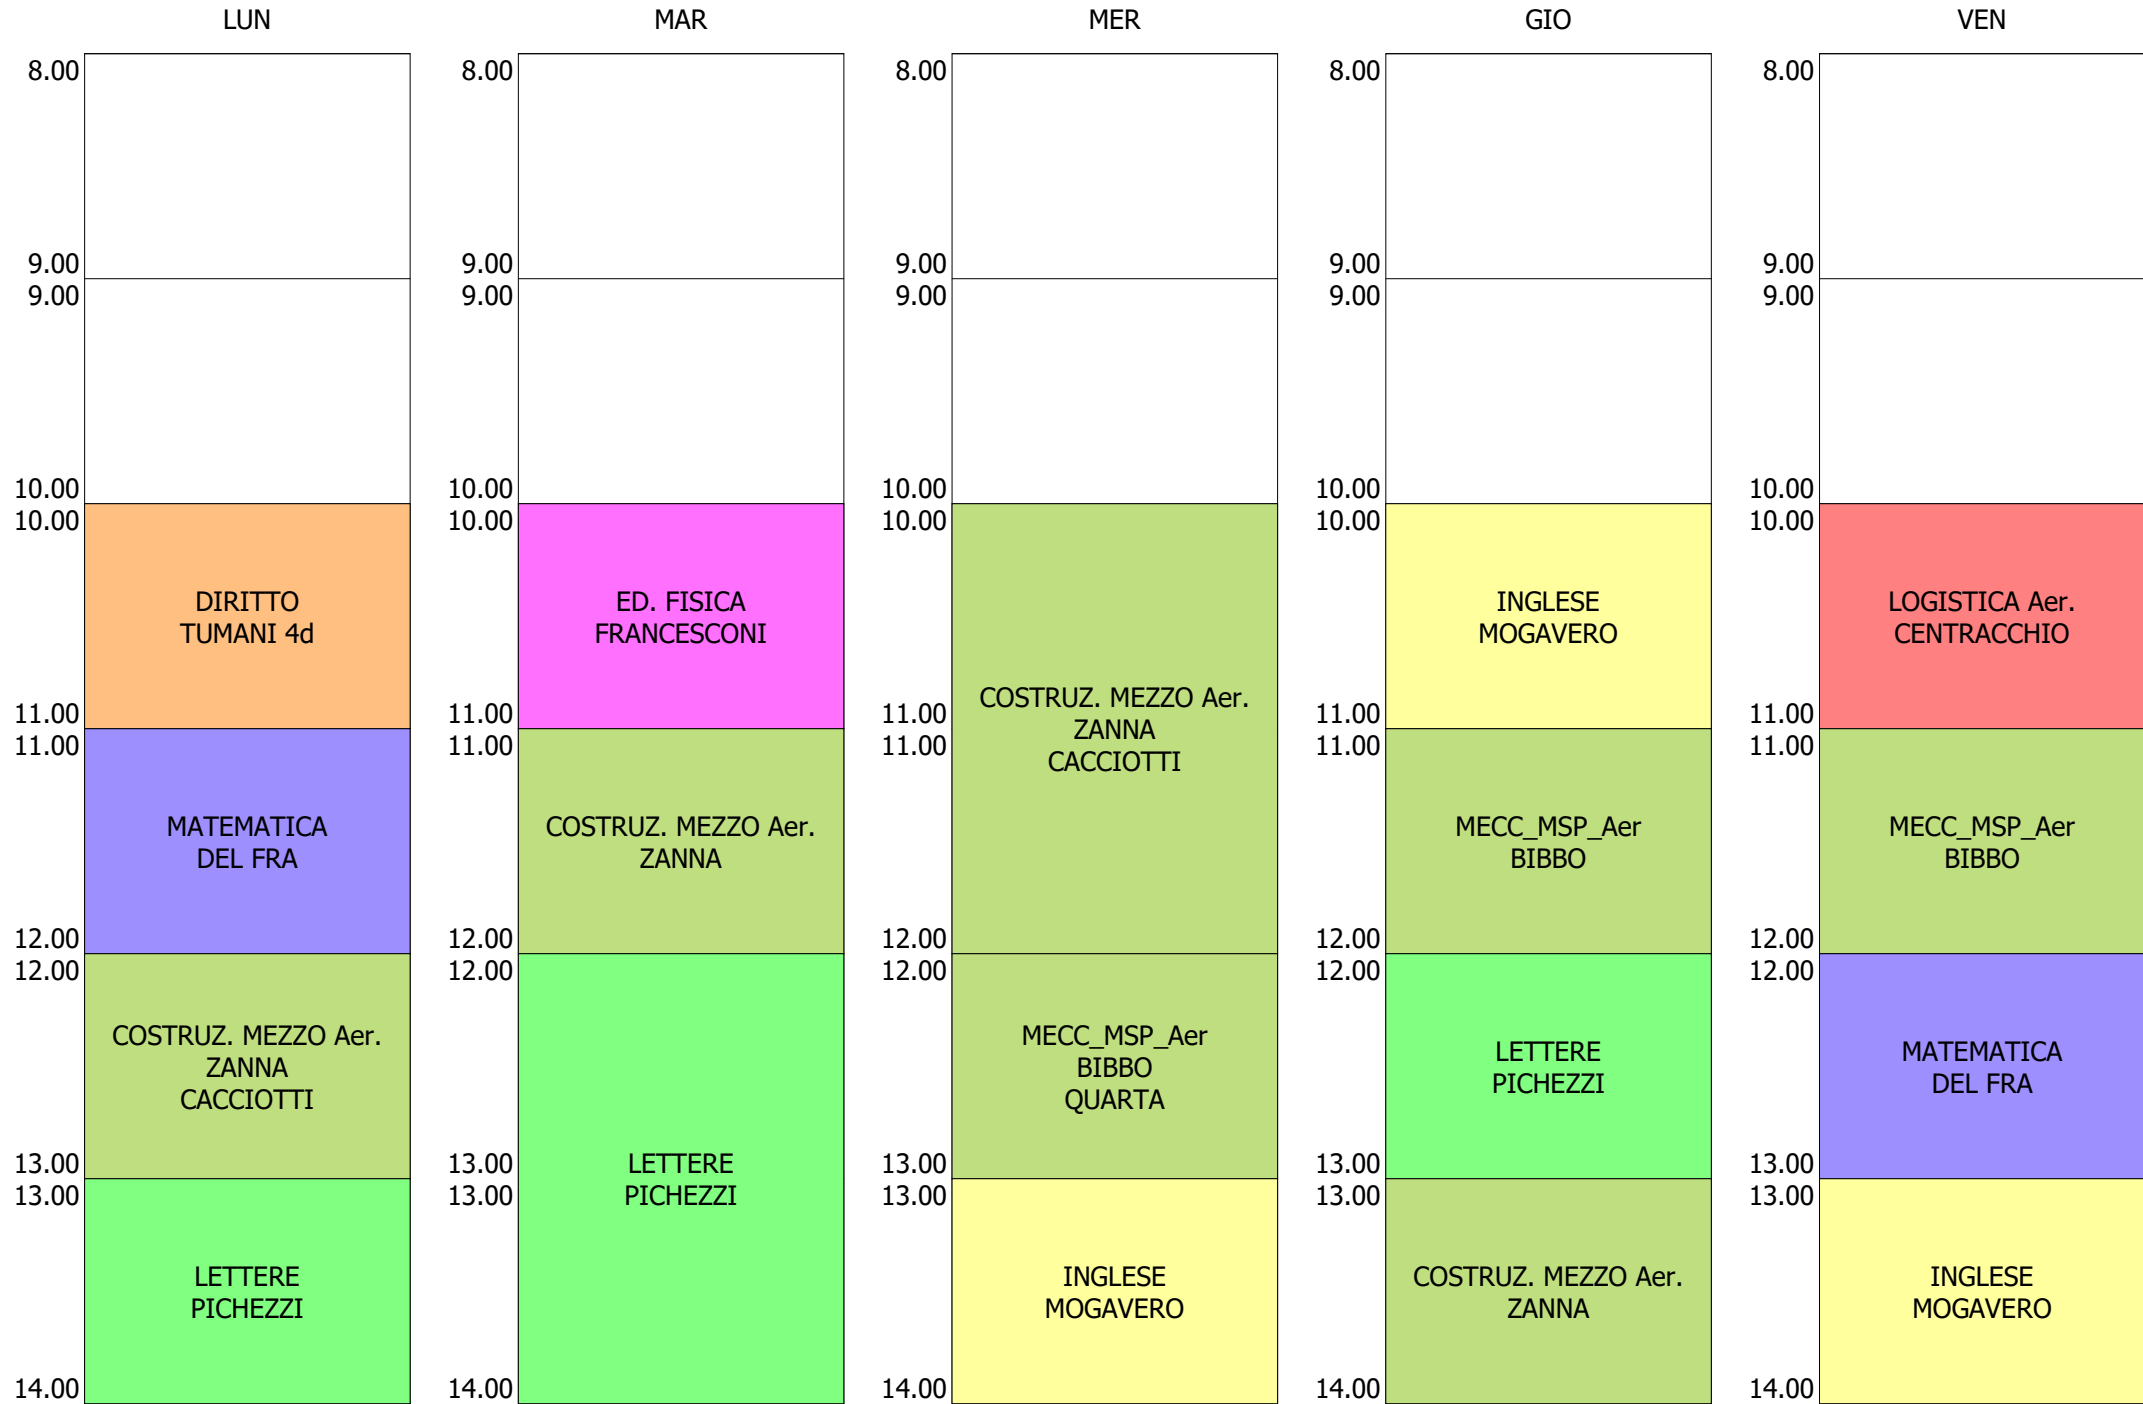 LUN
8.00
9.00
9.00
10.00
10.00
DIRITTO
TUMANI 4d
11.00
11.00
MATEMATICA
DEL FRA
12.00
12.00
COSTRUZ. MEZZO Aer.
ZANNA
CACCIOTTI
13.00
13.00
LETTERE
PICHEZZI
14.00
MAR
8.00
9.00
9.00
10.00
10.00
ED. FISICA
FRANCESCONI
11.00
11.00
COSTRUZ. MEZZO Aer.
ZANNA
12.00
12.00
13.00
LETTERE
PICHEZZI
13.00
14.00
MER
8.00
9.00
9.00
10.00
10.00
COSTRUZ. MEZZO Aer.
ZANNA
CACCIOTTI
11.00
11.00
12.00
12.00
MECC_MSP_Aer
BIBBO
QUARTA
13.00
13.00
INGLESE
MOGAVERO
14.00
GIO
8.00
9.00
9.00
10.00
10.00
INGLESE
MOGAVERO
11.00
11.00
MECC_MSP_Aer
BIBBO
12.00
12.00
LETTERE
PICHEZZI
13.00
13.00
COSTRUZ. MEZZO Aer.
ZANNA
14.00
VEN
8.00
9.00
9.00
10.00
10.00
LOGISTICA Aer.
CENTRACCHIO
11.00
11.00
MECC_MSP_Aer
BIBBO
12.00
12.00
MATEMATICA
DEL FRA
13.00
13.00
INGLESE
MOGAVERO
14.00